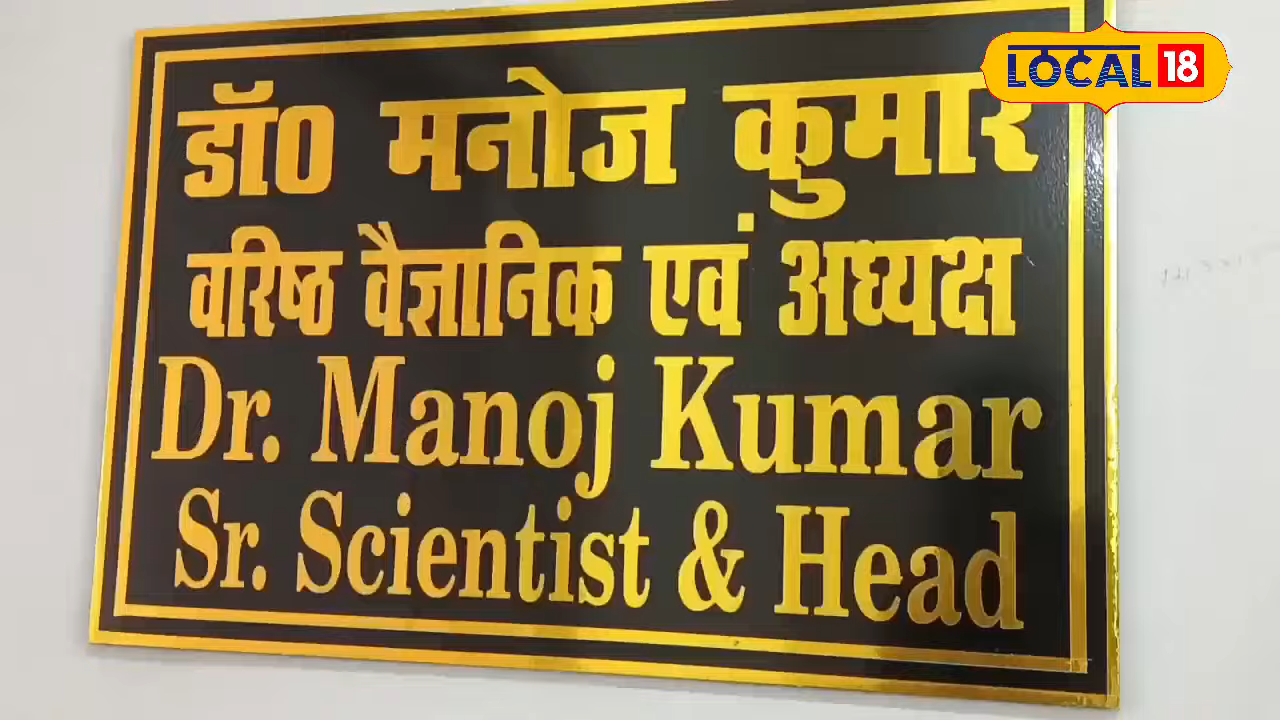 LOCAL 18
डॉ० मनोज कुमार
वरिष्ठ वैज्ञानिक एवं अध्यक्ष
Dr. Manoj Kumar
Sr. Scientist & Head